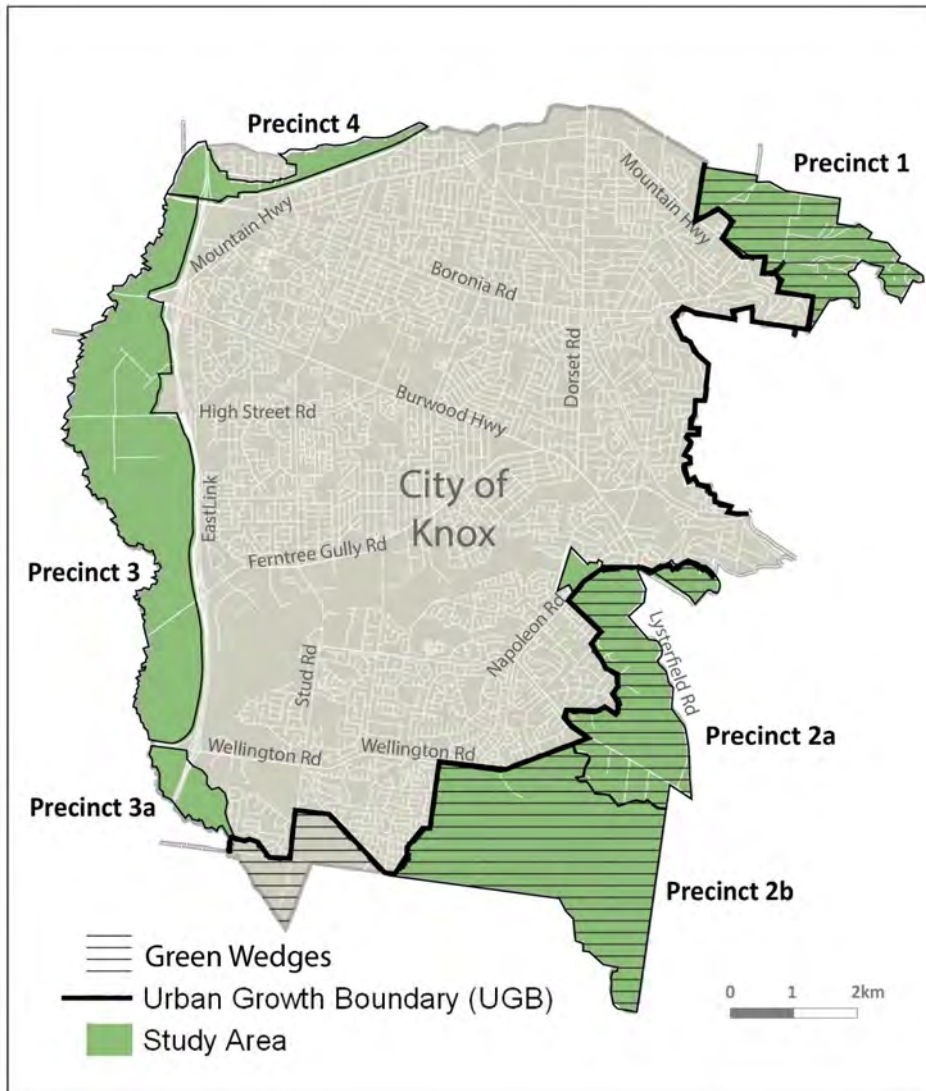 Precinct 4
Precinct 1
Mountain Hwy
Mountain Hwy
Boronia Rd
Dorset Rd
High Street Rd
Burwood Hwy
EastLink
City of
Knox
Ferntree Gully Rd
Precinct 3
Napoleon Rd
Lysterfield Rd
Stud Rd
Precinct 2a
Wellington Rd
Wellington Rd
Precinct 3a
Precinct 2b
Green Wedges
Urban Growth Boundary (UGB)
Study Area
0 1 2km